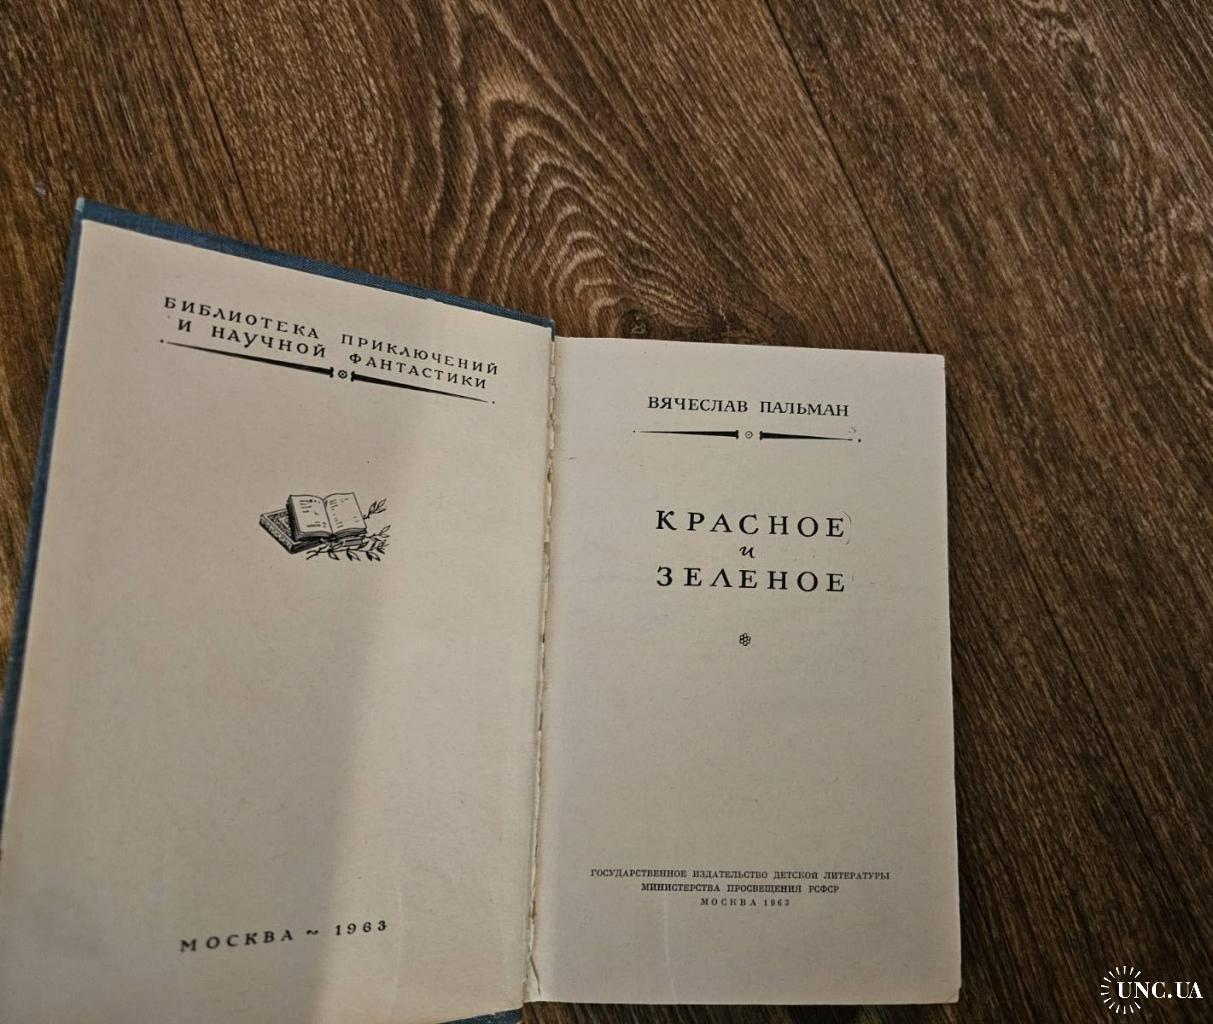 БИБЛИОТЕКА ПРИКЛЮЧЕНИЙ
И НАУЧНОЙ ФАНТАСТИКИ
МОСКВА ~ 1963
ВЯЧЕСЛАВ ПАЛЬМАН
КРАСНОЕ
и
ЗЕЛЕНОЕ
ГОСУДАРСТВЕННОЕ ИЗДАТЕЛЬСТВО ДЕТСКОЙ ЛИТЕРАТУРЫ
МИНИСТЕРСТВА ПРОСВЕЩЕНИЯ РСФСР
МОСКВА 1963
UNC.UA